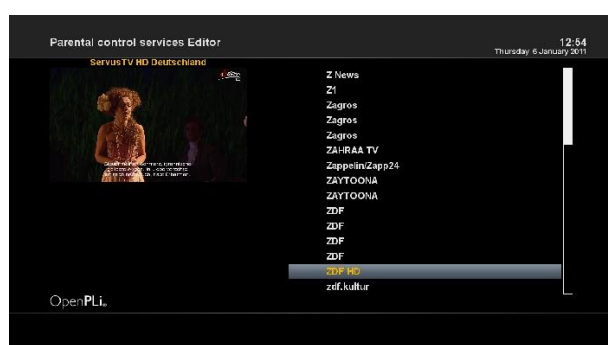 Parental control services Editor
12:54
Thursday 6 January 2011
ServusTV HD Deutschland
Z News
Z1
Zagros
Zagros
Zagros
ZAHRAA TV
Zappelin/Zapp24
ZAYTOONA
ZAYTOONA
ZDF
ZDF
ZDF
ZDF
ZDF HD
zdf.kultur
OpenPLi.